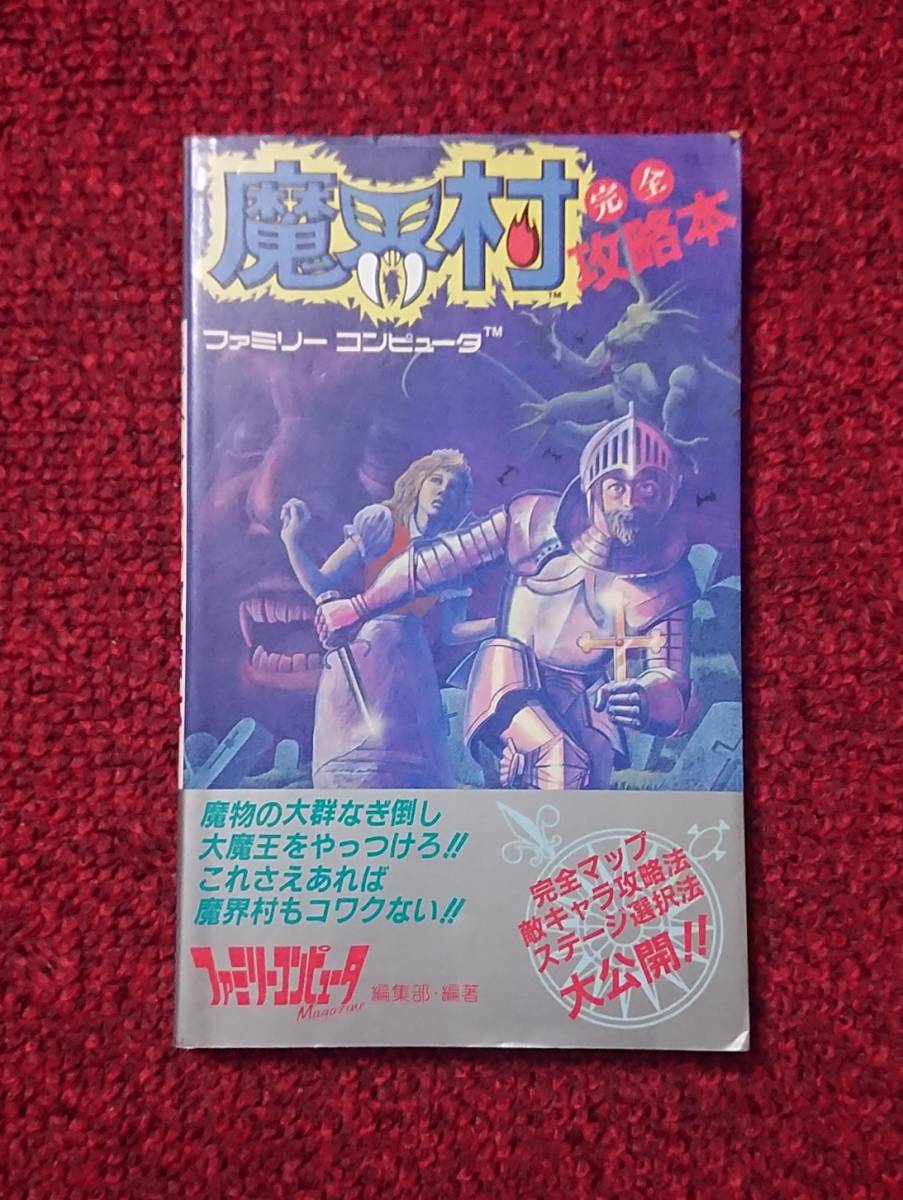 魔界村
TM
完全
攻略本
ファミリー コンピュータ™
魔物の大群なぎ倒し
大魔王をやっつけろ!!
これさえあれば
魔界村もコワクない!!
ファミリーコンピュータ
Magazine
編集部・編著
完全マップ
敵キャラ攻略法
ステージ選択法
大公開!!